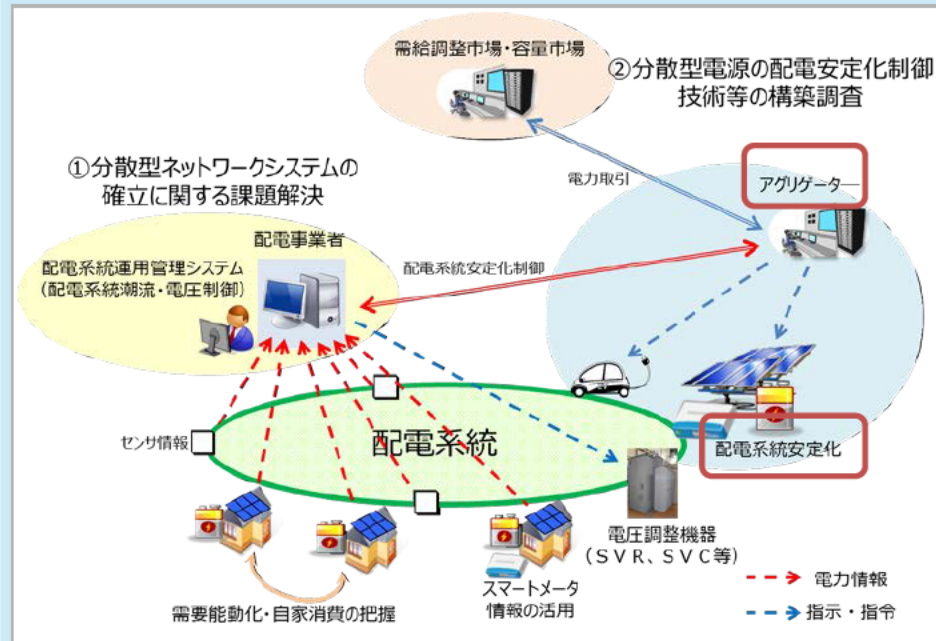 需給調整市場・容量市場
②分散型電源の配電安定化制御
技術等の構築調査
①分散型ネットワークシステムの
確立に関する課題解決
電力取引
アグリゲーター
配電事業者
配電系統運用管理システム
（配電系統潮流・電圧制御）
配電系統安定化制御
センサ情報
配電系統
配電系統安定化
電圧調整機器
（ＳＶＲ、ＳＶＣ等）
スマートメータ
情報の活用
需要能動化・自家消費の把握
電力情報
指示・指令